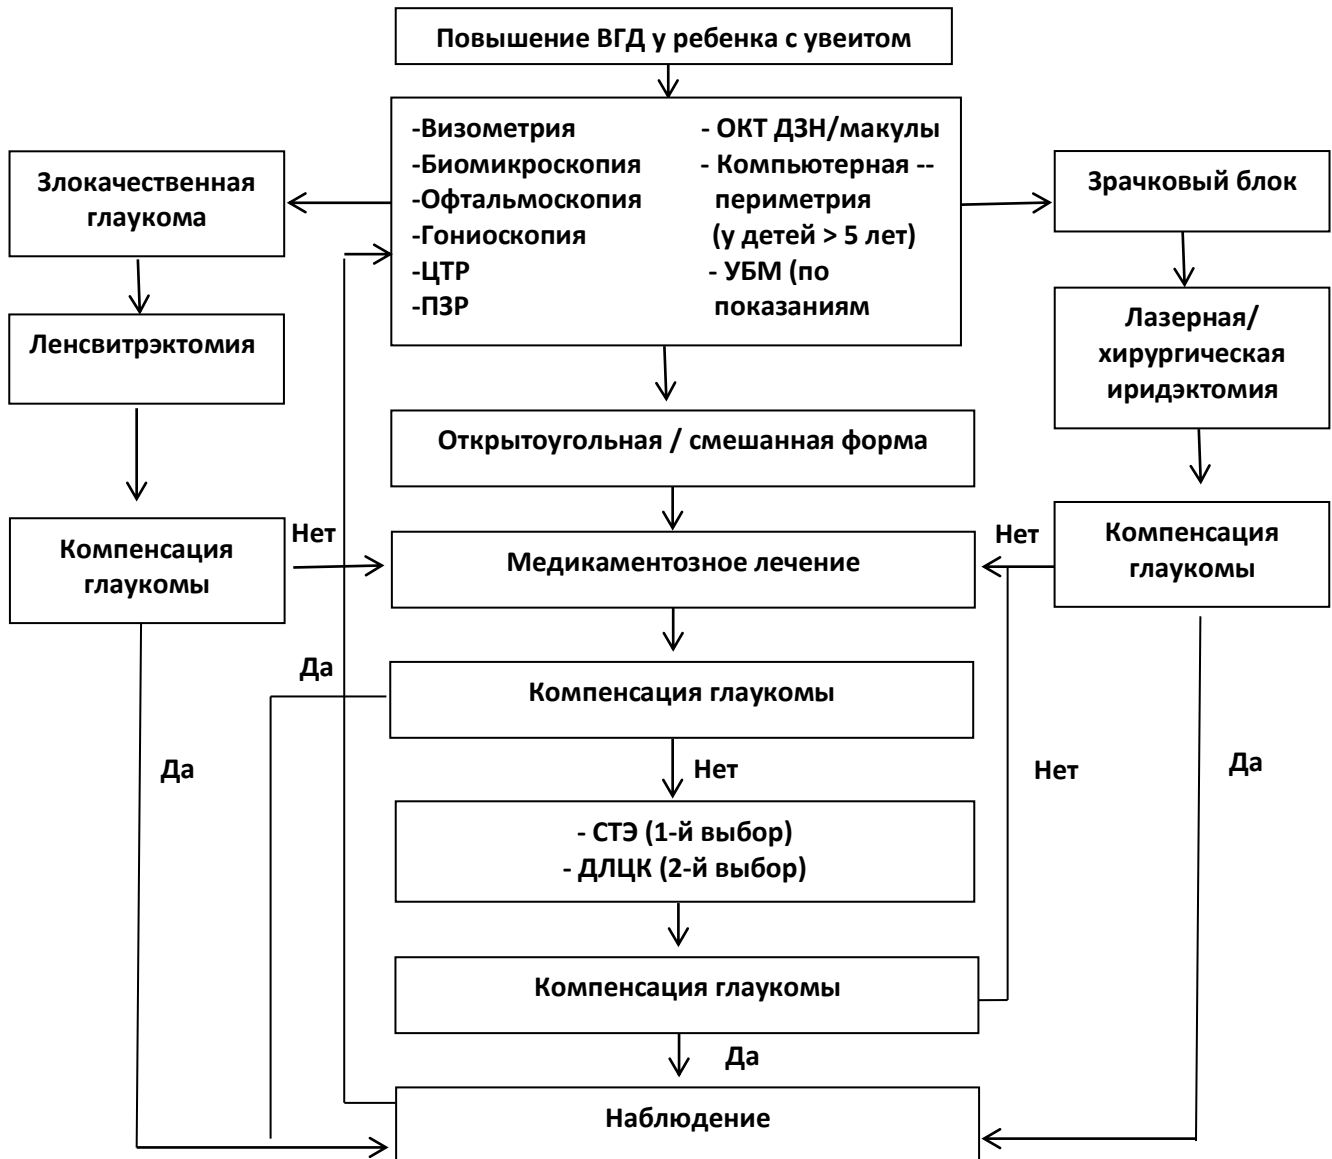 Повышение ВГД у ребенка с увеитом
-Визометрия
-Биомикроскопия
-Офтальмоскопия
-Гониоскопия
-ЦТР
-ПЗР
- ОКТ ДЗН/макулы
- Компьютерная --
периметрия
(у детей > 5 лет)
- УБМ (по
показаниям
Злокачественная
глаукома
Зрачковый блок
Ленсвитрэктомия
Лазерная/
хирургическая
иридэктомия
Открытоугольная / смешанная форма
Компенсация
глаукомы
Нет
Медикаментозное лечение
Нет
Компенсация
глаукомы
Да
Компенсация глаукомы
Да
Нет
Нет
Да
- СТЭ (1-й выбор)
- ДЛЦК (2-й выбор)
Компенсация глаукомы
Да
Наблюдение